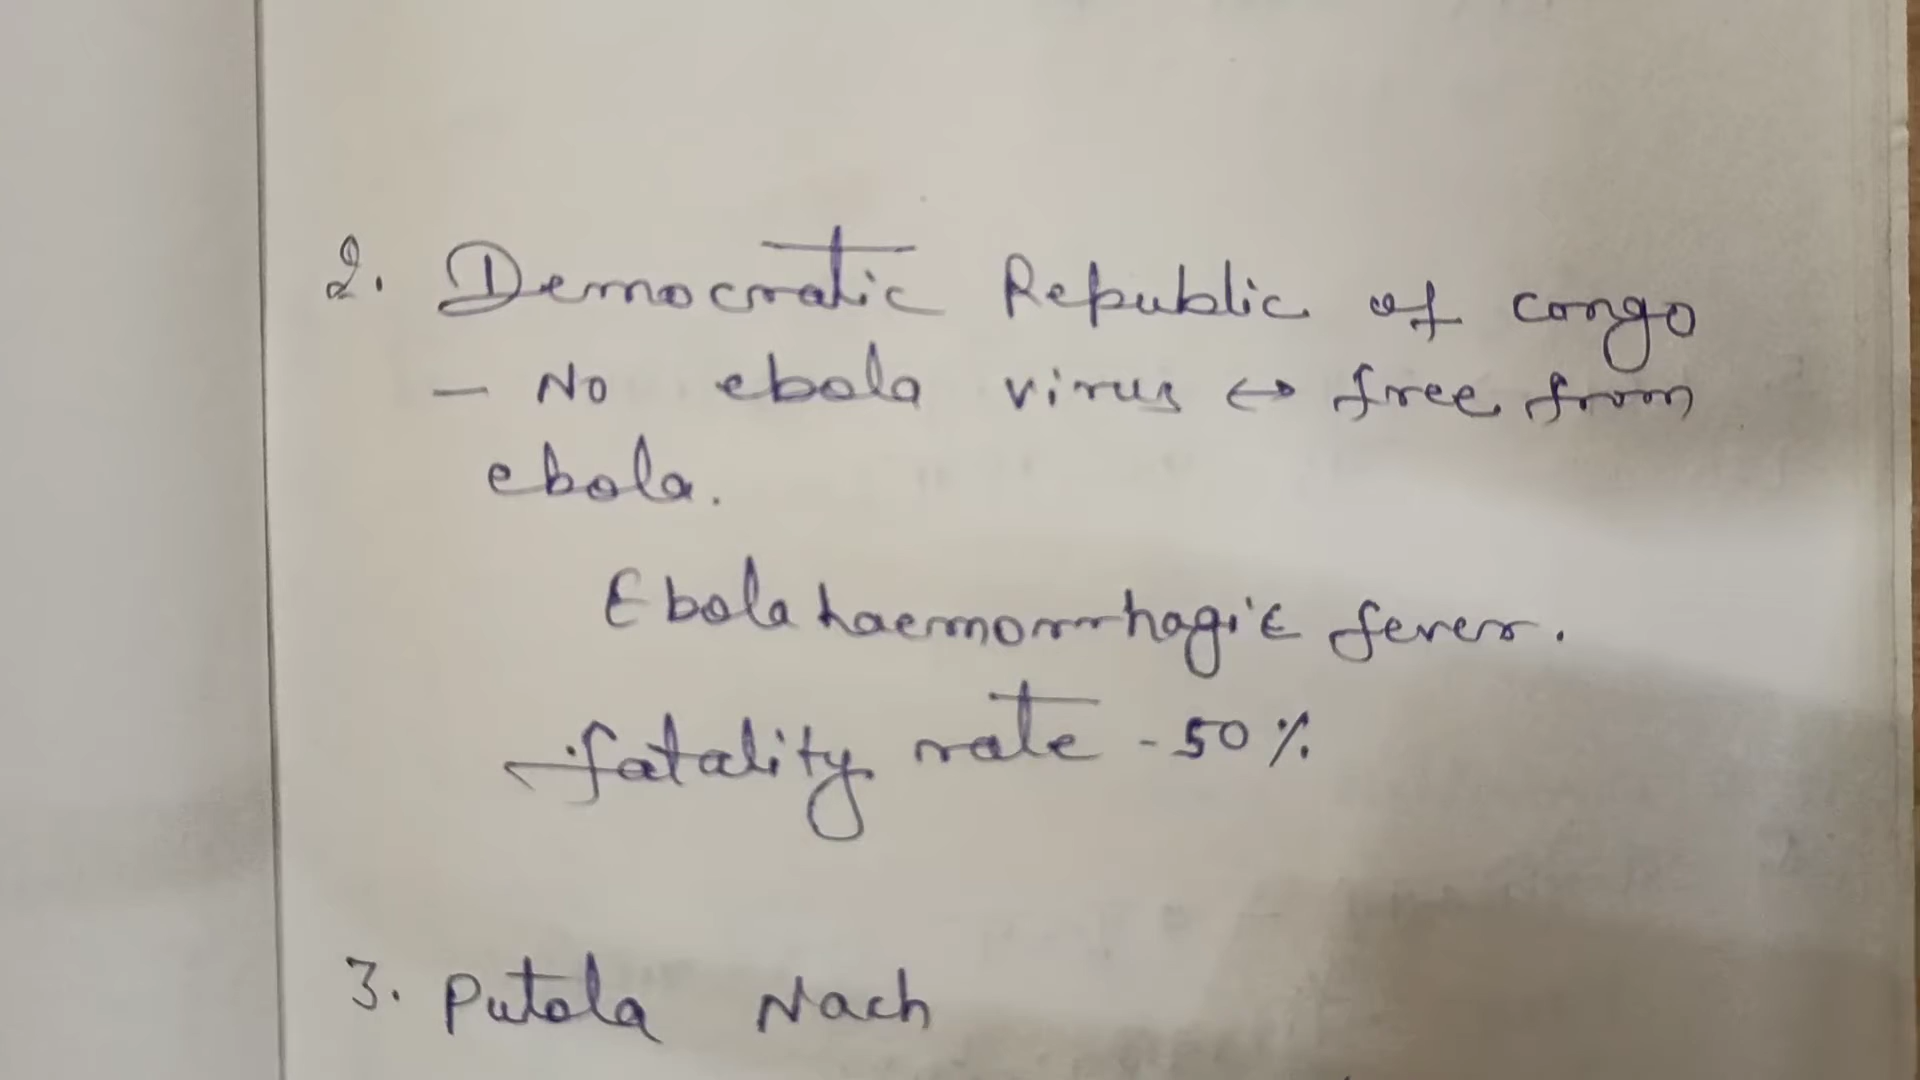 2. Democratic Republic of congo
- No ebola virus ↔ free from
ebola.
Ebola haemorrhagic fever.
fatality rate - 50%.
3. Putola Nach